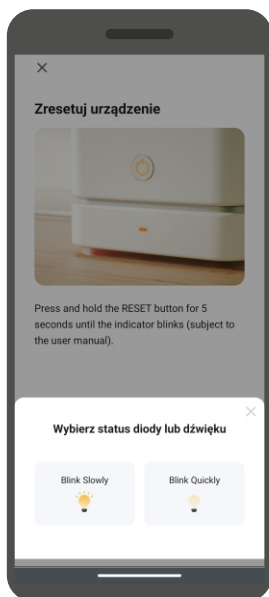 Zresetuj urządzenie
Press and hold the RESET button for 5
seconds until the indicator blinks (subject to
the user manual).
Wybierz status diody lub dźwięku
Blink Slowly
Blink Quickly